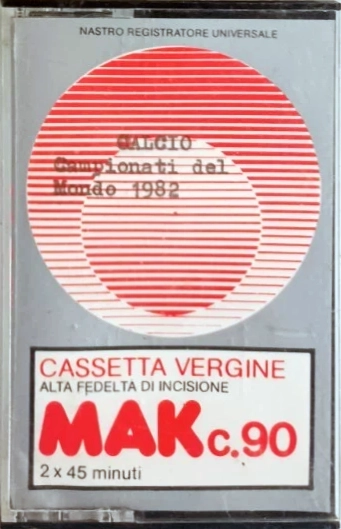 NASTRO REGISTRATORE UNIVERSALE
CALCIO
Campionati del
Mondo 1982
CASSETTA VERGINE
ALTA FEDELTA DI INCISIONE
MAK c.90
2 x 45 minuti